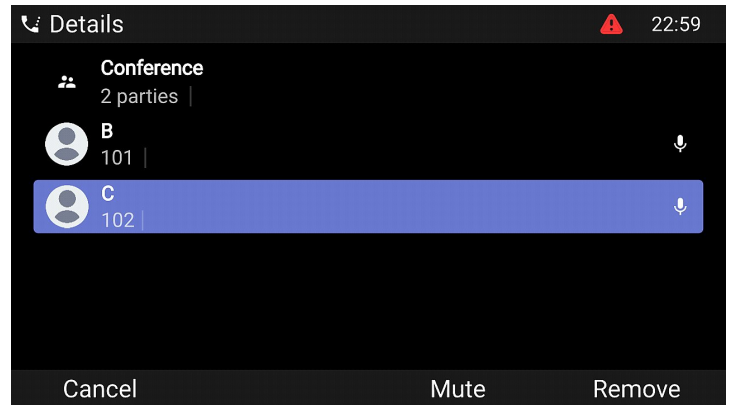 Details 22:59
Conference
2 parties
B
101
C
102
Cancel Mute Remove